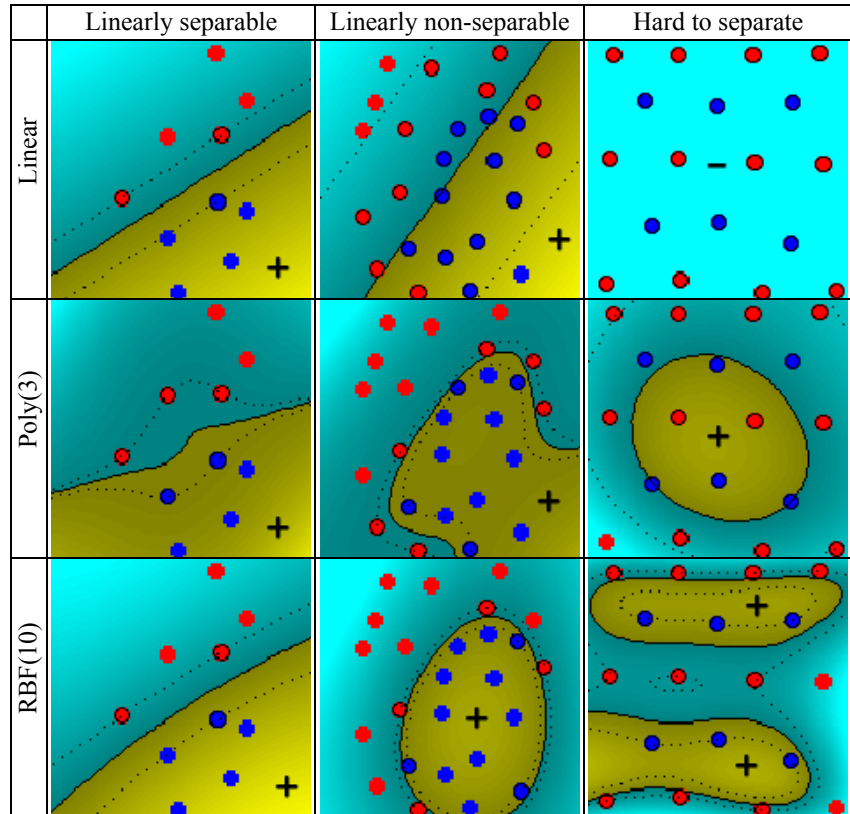 Linearly separable
Linearly non-separable
Hard to separate
Linear
+
+
−
Poly(3)
+
+
+
RBF(10)
+
+
+
+